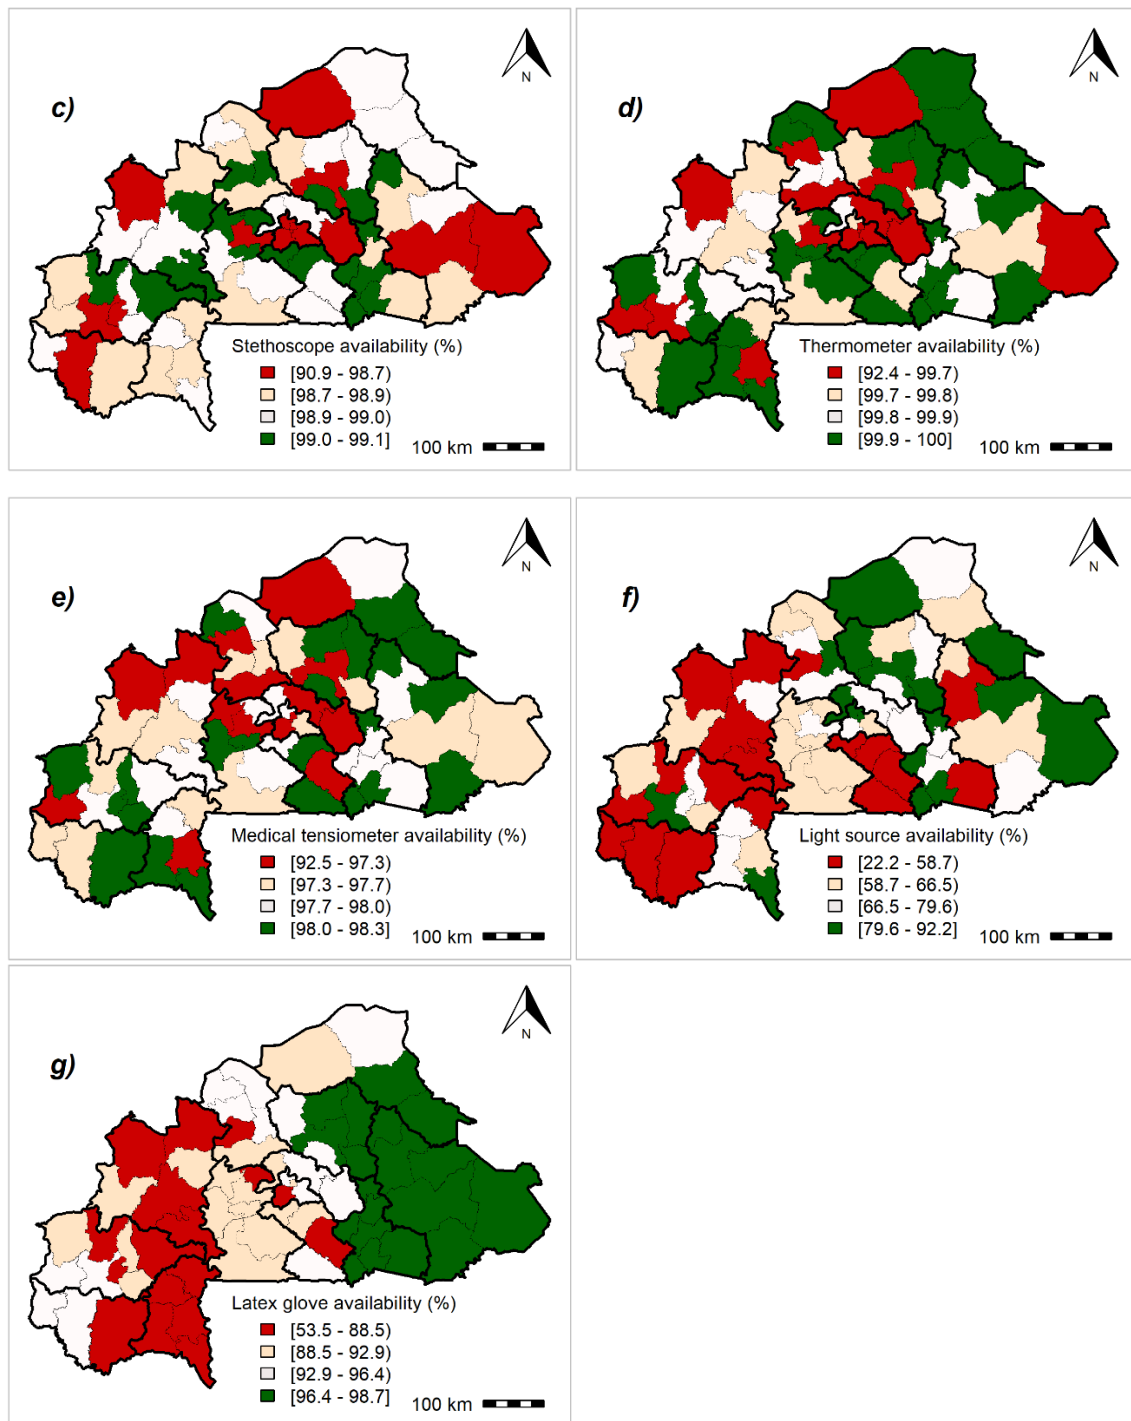 c)
N
Stethoscope availability (%)
[90.9 - 98.7)
[98.7 - 98.9)
[98.9 - 99.0)
[99.0 - 99.1]
100 km
d)
N
Thermometer availability (%)
[92.4 - 99.7)
[99.7 - 99.8)
[99.8 - 99.9)
[99.9 - 100]
100 km
e)
N
Medical tensiometer availability (%)
[92.5 - 97.3)
[97.3 - 97.7)
[97.7 - 98.0)
[98.0 - 98.3]
100 km
f)
N
Light source availability (%)
[22.2 - 58.7)
[58.7 - 66.5)
[66.5 - 79.6)
[79.6 - 92.2]
100 km
g)
N
Latex glove availability (%)
[53.5 - 88.5)
[88.5 - 92.9)
[92.9 - 96.4)
[96.4 - 98.7]
100 km